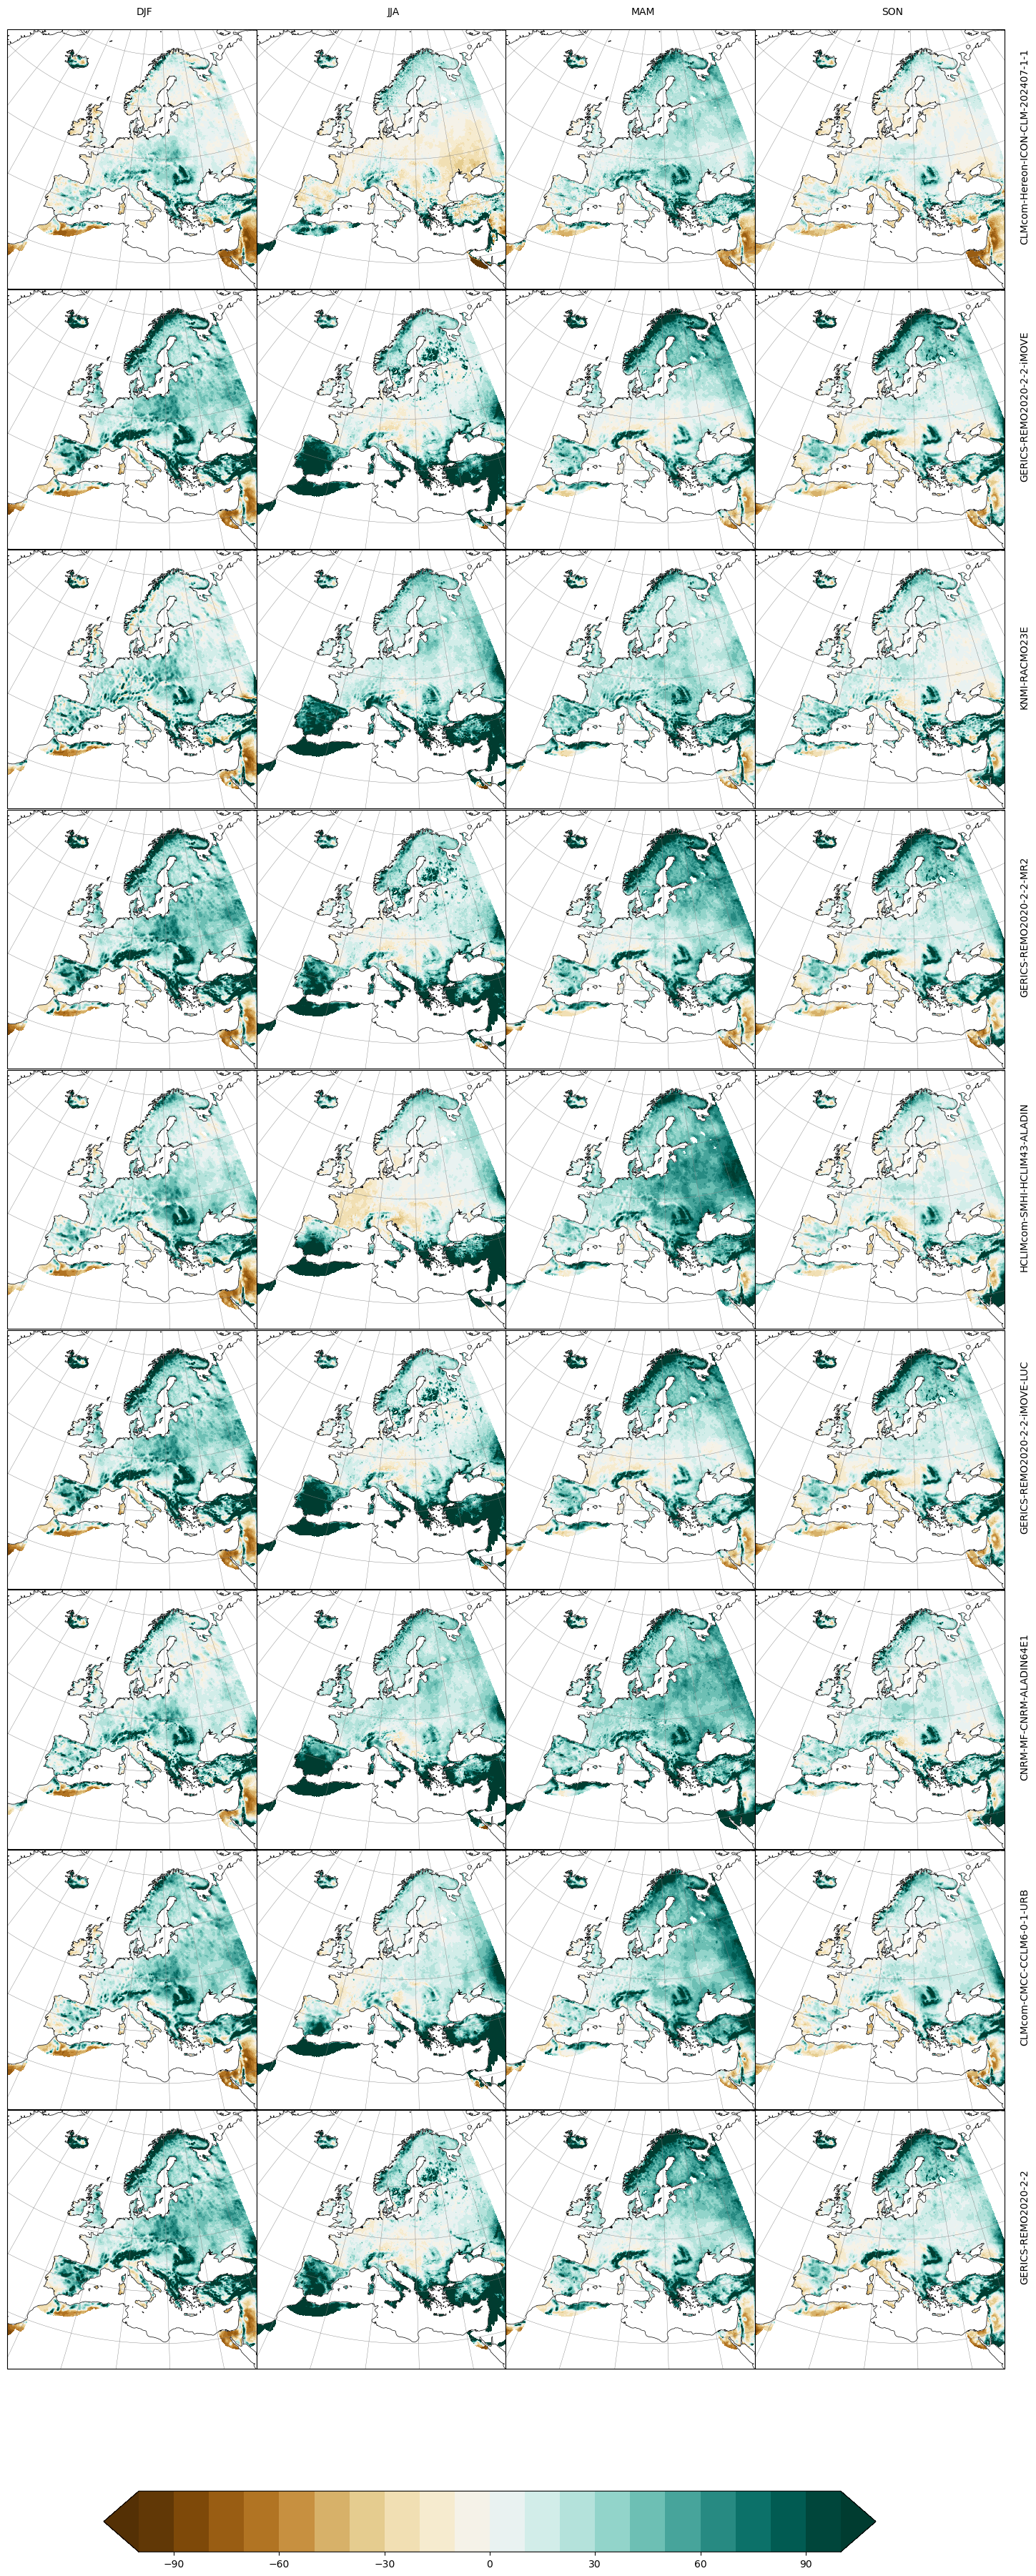 DJF JJA MAM SON
CLMcom-Hereon-ICON-CLM-202407-1-1
GERICS-REMO2020-2-2-iMOVE
KNMI-RACMO23E
GERICS-REMO2020-2-2-MR2
HCLIMcom-SMHI-HCLIM43-ALADIN
GERICS-REMO2020-2-2-iMOVE-LUC
CNRM-MF-CNRM-ALADIN64E1
CLMcom-CMCC-CCLM6-0-1-URB
GERICS-REMO2020-2-2
−90 −60 −30 0 30 60 90